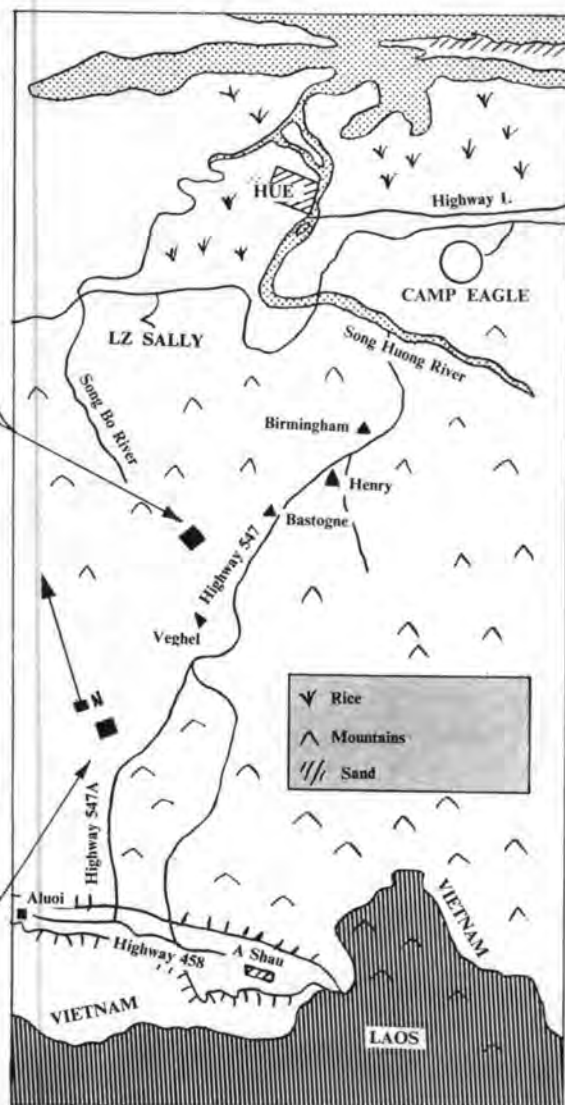 HUE
Highway 1.
CAMP EAGLE
LZ SALLY
Song Huong River
Song Bo River
Birmingham
Henry
Bastogne
Highway 547
Veghel
N
Rice
Mountains
Sand
Highway 547A
Aluoi
Highway 458
A Shau
VIETNAM
VIETNAM
LAOS